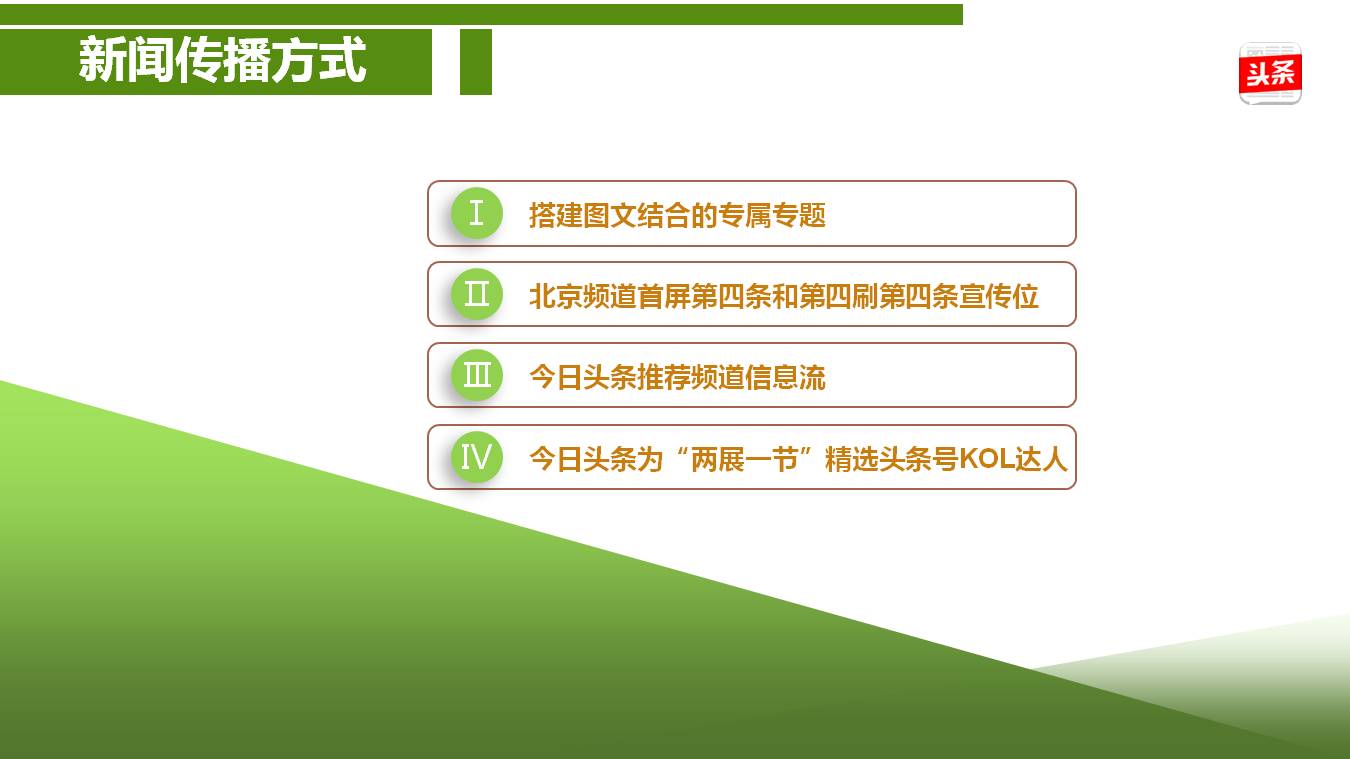 新闻传播方式
头条
Ⅰ 搭建图文结合的专属专题
Ⅱ 北京频道首屏第四条和第四刷第四条宣传位
Ⅲ 今日头条推荐频道信息流
Ⅳ 今日头条为“两展一节”精选头条号KOL达人